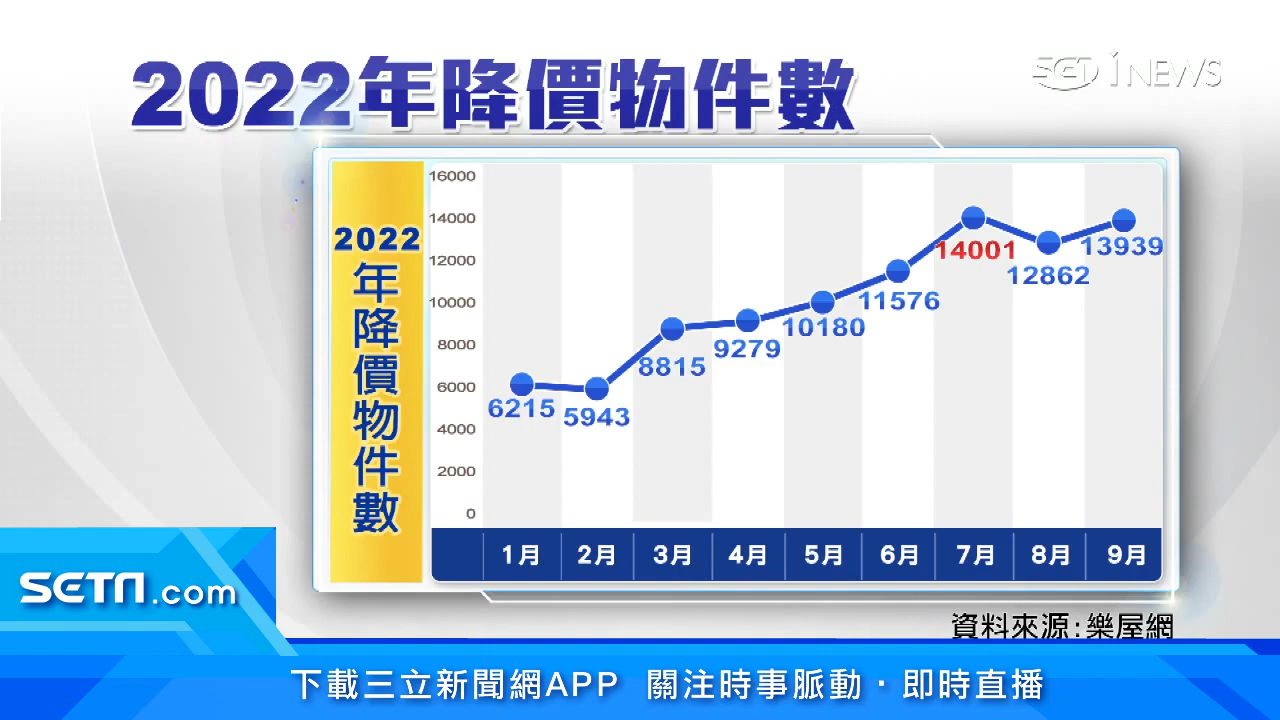 2022年降價物件數
SET iNEWS
2022年降價物件數
16000
14000
12000
10000
8000
6000
4000
2000
0
6215
5943
8815
9279
10180
11576
14001
12862
13939
1月 2月 3月 4月 5月 6月 7月 8月 9月
資料來源:樂屋網
SETN.com
下載三立新聞網APP 關注時事脈動·即時直播